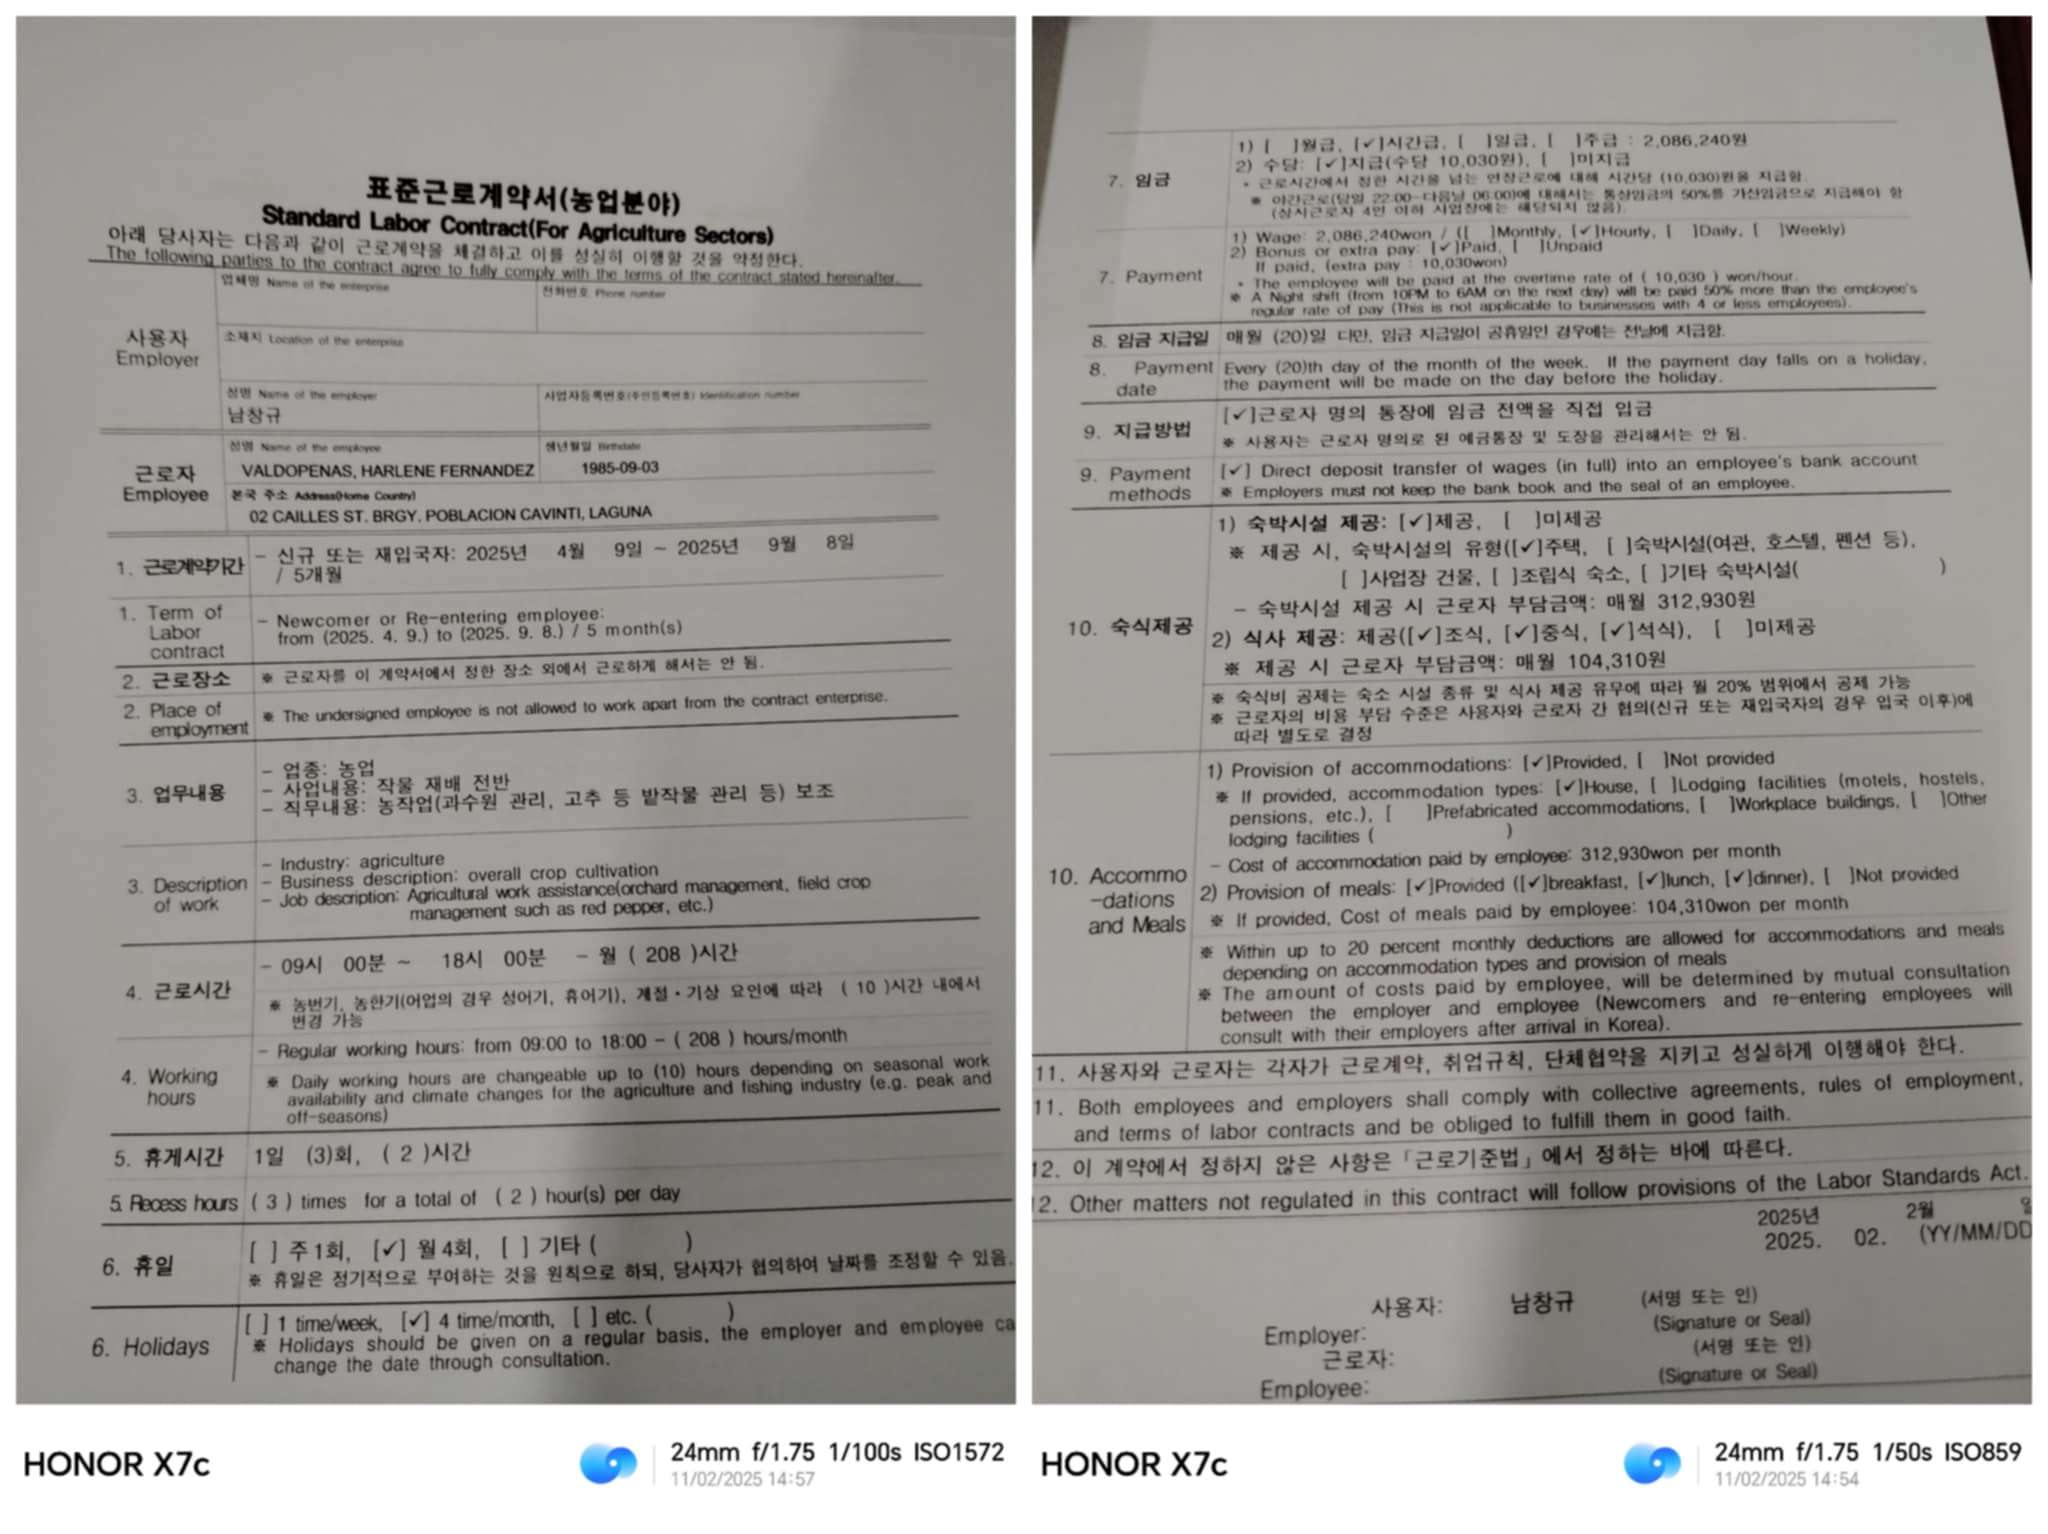 표준근로계약서(농업분야)
Standard Labor Contract(For Agriculture Sectors)
아래 당사자는 다음과 같이 근로계약을 체결하고 이를 성실히 이행할 것을 약정한다.
The following parties to the contract agree to fully comply with the terms of the contract stated hereinafter.
사용자
Employer
업체명 Name of the enterprise
전화번호 Phone number
소재지 Location of the enterprise
성명 Name of the employer
남창규
사업자등록번호(주민등록번호) Identification number
근로자
Employee
성명 Name of the employee
VALDOPENAS, HARLENE FERNANDEZ
생년월일 Birthdate
1985-09-03
본국 주소 Address(Home Country)
02 CAILLES ST. BRGY. POBLACION CAVINTI, LAGUNA
1. 근로계약기간
- 신규 또는 재입국자: 2025년 4월 9일 ~ 2025년 9월 8일
/ 5개월
1. Term of
Labor
contract
- Newcomer or Re-entering employee:
from (2025. 4. 9.) to (2025. 9. 8.) / 5 month(s)
2. 근로장소
※ 근로자를 이 계약서에서 정한 장소 외에서 근로하게 해서는 안 됨.
2. Place of
employment
※ The undersigned employee is not allowed to work apart from the contract enterprise.
3. 업무내용
- 업종: 농업
- 사업내용: 작물 재배 전반
- 직무내용: 농작업(과수원 관리, 고추 등 밭작물 관리 등) 보조
3. Description
of work
- Industry: agriculture
- Business description: overall crop cultivation
- Job description: Agricultural work assistance(orchard management, field crop
management such as red pepper, etc.)
4. 근로시간
- 09시 00분 ~ 18시 00분 - 월 ( 208 )시간
※ 농번기, 농한기(어업의 경우 성어기, 휴어기), 계절·기상 요인에 따라 ( 10 )시간 내에서
변경 가능
4. Working
hours
- Regular working hours: from 09:00 to 18:00 - ( 208 ) hours/month
※ Daily working hours are changeable up to (10) hours depending on seasonal work
availability and climate changes for the agriculture and fishing industry (e.g. peak and
off-seasons)
5. 휴게시간
1일 (3)회, ( 2 )시간
5. Recess hours
( 3 ) times for a total of ( 2 ) hour(s) per day
6. 휴일
[ ] 주1회, [✓] 월4회, [ ] 기타 ( )
※ 휴일은 정기적으로 부여하는 것을 원칙으로 하되, 당사자가 협의하여 날짜를 조정할 수 있음.
6. Holidays
[ ] 1 time/week, [✓] 4 time/month, [ ] etc. ( )
※ Holidays should be given on a regular basis, the employer and employee ca
change the date through consultation.
HONOR X7c
24mm f/1.75 1/100s ISO1572
11/02/2025 14:57
7. 임금
1) [ ]월급, [✓]시간급, [ ]일급, [ ]주급 : 2,086,240원
2) 수당: [✓]지급(수당 10,030원), [ ]미지급
* 근로시간에서 정한 시간을 넘는 연장근로에 대해 시간당 (10,030)원을 지급함.
※ 야간근로(당일 22:00~다음날 06:00)에 대해서는 통상임금의 50%를 가산임금으로 지급해야 함
(상시근로자 4인 이하 사업장에는 해당되지 않음).
7. Payment
1) Wage: 2,086,240won / ([ ]Monthly, [✓]Hourly, [ ]Daily, [ ]Weekly)
2) Bonus or extra pay: [✓]Paid, [ ]Unpaid
If paid, (extra pay : 10,030won)
* The employee will be paid at the overtime rate of ( 10,030 ) won/hour.
※ A Night shift (from 10PM to 6AM on the next day) will be paid 50% more than the employee's
regular rate of pay (This is not applicable to businesses with 4 or less employees).
8. 임금 지급일
매월 (20)일 다만, 임금 지급일이 공휴일인 경우에는 전날에 지급함.
8. Payment
date
Every (20)th day of the month of the week. If the payment day falls on a holiday,
the payment will be made on the day before the holiday.
9. 지급방법
[✓]근로자 명의 통장에 임금 전액을 직접 입금
※ 사용자는 근로자 명의로 된 예금통장 및 도장을 관리해서는 안 됨.
9. Payment
methods
[✓] Direct deposit transfer of wages (in full) into an employee's bank account
※ Employers must not keep the bank book and the seal of an employee.
10. 숙식제공
1) 숙박시설 제공: [✓]제공, [ ]미제공
※ 제공 시, 숙박시설의 유형([✓]주택, [ ]숙박시설(여관, 호스텔, 펜션 등),
[ ]사업장 건물, [ ]조립식 숙소, [ ]기타 숙박시설( )
- 숙박시설 제공 시 근로자 부담금액: 매월 312,930원
2) 식사 제공: 제공([✓]조식, [✓]중식, [✓]석식), [ ]미제공
※ 제공 시 근로자 부담금액: 매월 104,310원
※ 숙식비 공제는 숙소 시설 종류 및 식사 제공 유무에 따라 월 20% 범위에서 공제 가능
※ 근로자의 비용 부담 수준은 사용자와 근로자 간 협의(신규 또는 재입국자의 경우 입국 이후)에
따라 별도로 결정
10. Accommo
-dations
and Meals
1) Provision of accommodations: [✓]Provided, [ ]Not provided
※ If provided, accommodation types: [✓]House, [ ]Lodging facilities (motels, hostels,
pensions, etc.), [ ]Prefabricated accommodations, [ ]Workplace buildings, [ ]Other
lodging facilities ( )
- Cost of accommodation paid by employee: 312,930won per month
2) Provision of meals: [✓]Provided ([✓]breakfast, [✓]lunch, [✓]dinner), [ ]Not provided
※ If provided, Cost of meals paid by employee: 104,310won per month
※ Within up to 20 percent monthly deductions are allowed for accommodations and meals
depending on accommodation types and provision of meals
※ The amount of costs paid by employee, will be determined by mutual consultation
between the employer and employee (Newcomers and re-entering employees will
consult with their employers after arrival in Korea).
11. 사용자와 근로자는 각자가 근로계약, 취업규칙, 단체협약을 지키고 성실하게 이행해야 한다.
11. Both employees and employers shall comply with collective agreements, rules of employment,
and terms of labor contracts and be obliged to fulfill them in good faith.
12. 이 계약에서 정하지 않은 사항은 「근로기준법」에서 정하는 바에 따른다.
12. Other matters not regulated in this contract will follow provisions of the Labor Standards Act.
2025년 2월 일
2025. 02. (YY/MM/DD
사용자: 남창규 (서명 또는 인)
Employer: (Signature or Seal)
근로자: (서명 또는 인)
Employee: (Signature or Seal)
HONOR X7c
24mm f/1.75 1/50s ISO859
11/02/2025 14:54